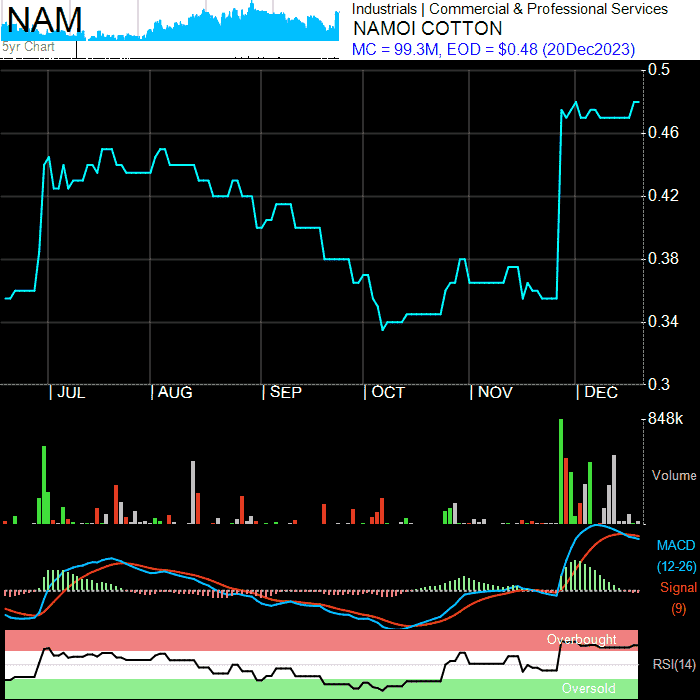 NAM
5yr Chart
Industrials | Commercial & Professional Services
NAMOI COTTON
MC = 99.3M, EOD = $0.48 (20Dec2023)
0.5
0.46
0.42
0.38
0.34
0.3
| JUL | AUG | SEP | OCT | NOV | DEC
848k
Volume
MACD
(12-26)
Signal
(9)
Overbought
RSI(14)
Oversold